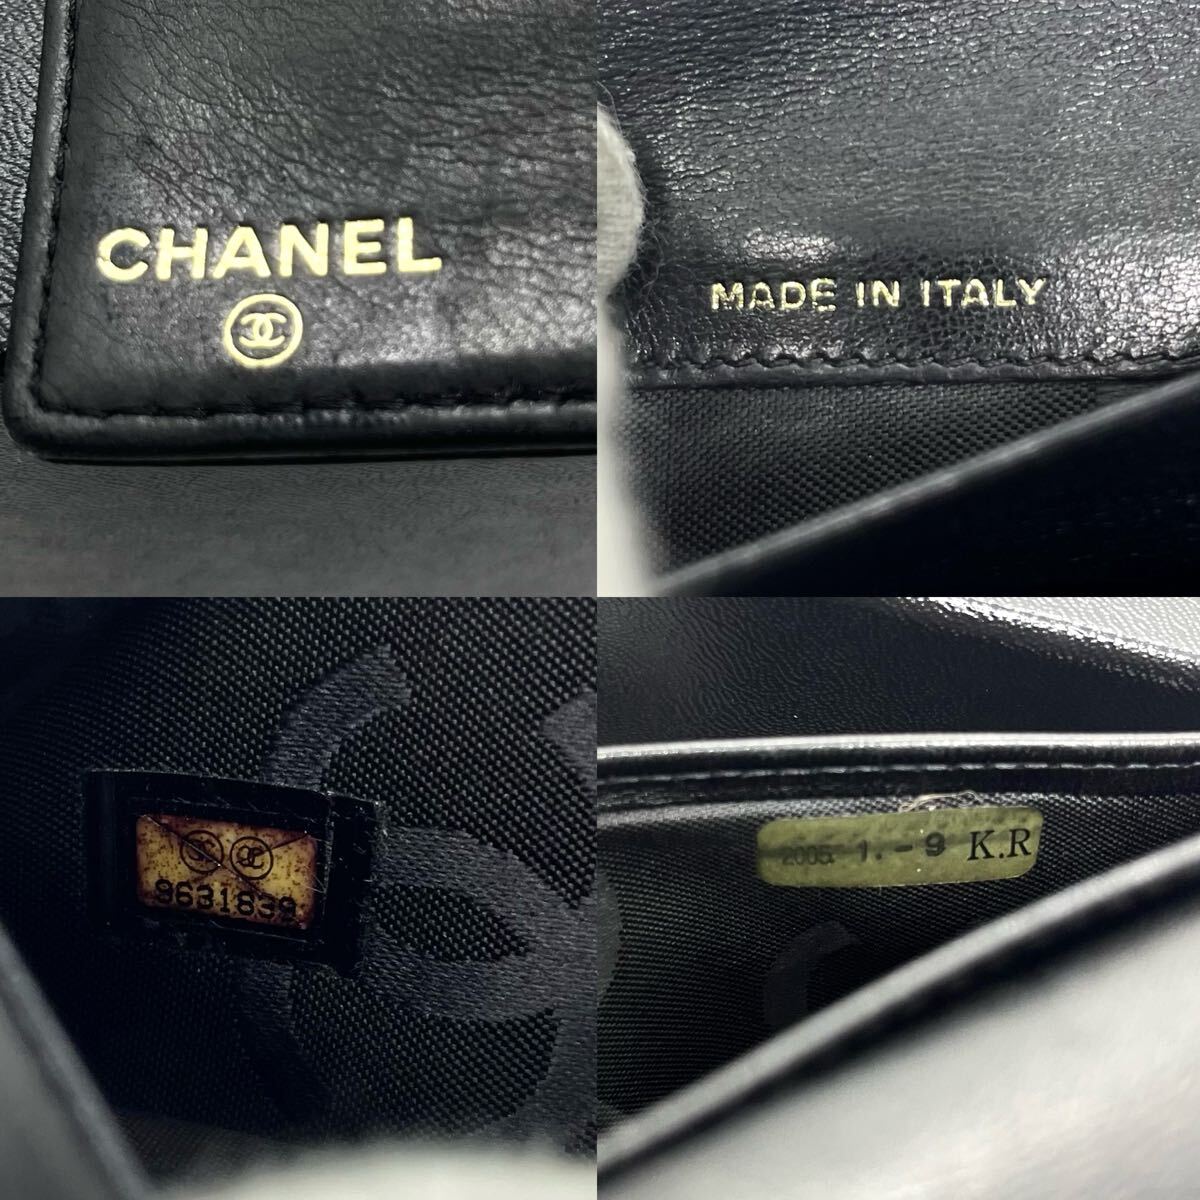 CHANEL
MADE IN ITALY
9631839
2005. 1. - 9 K.R